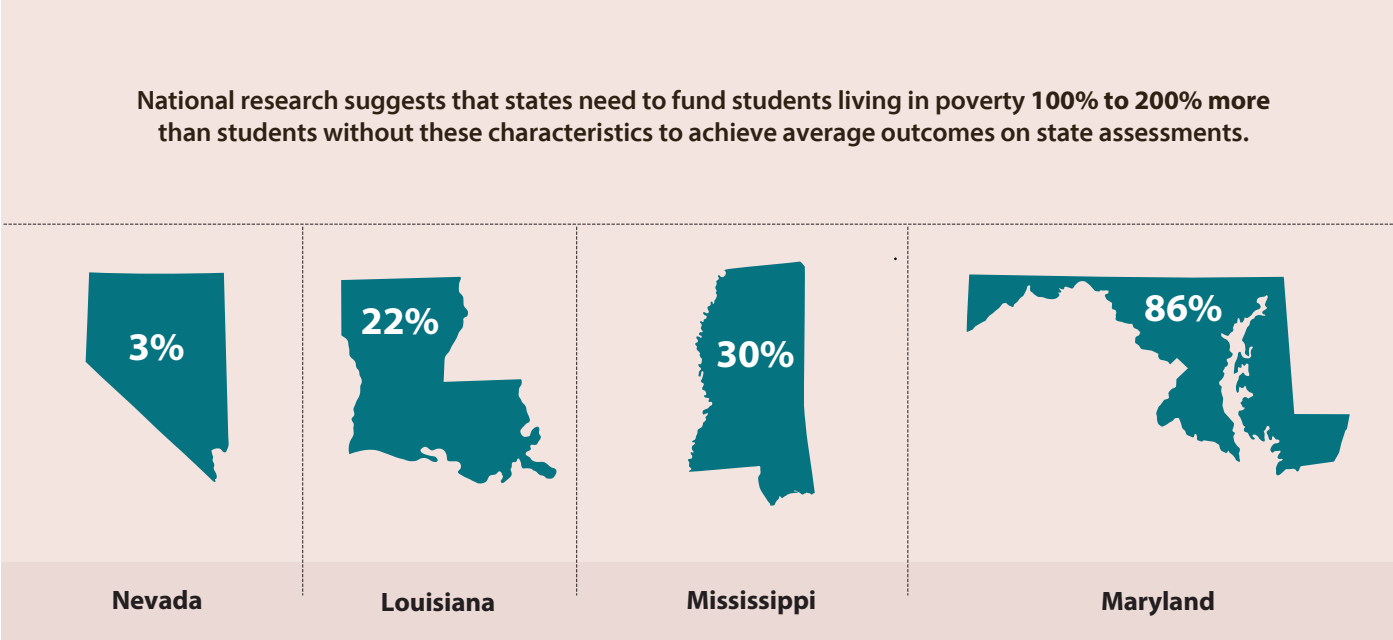 National research suggests that states need to fund students living in poverty 100% to 200% more
than students without these characteristics to achieve average outcomes on state assessments.
3%
22%
30%
86%
Nevada
Louisiana
Mississippi
Maryland